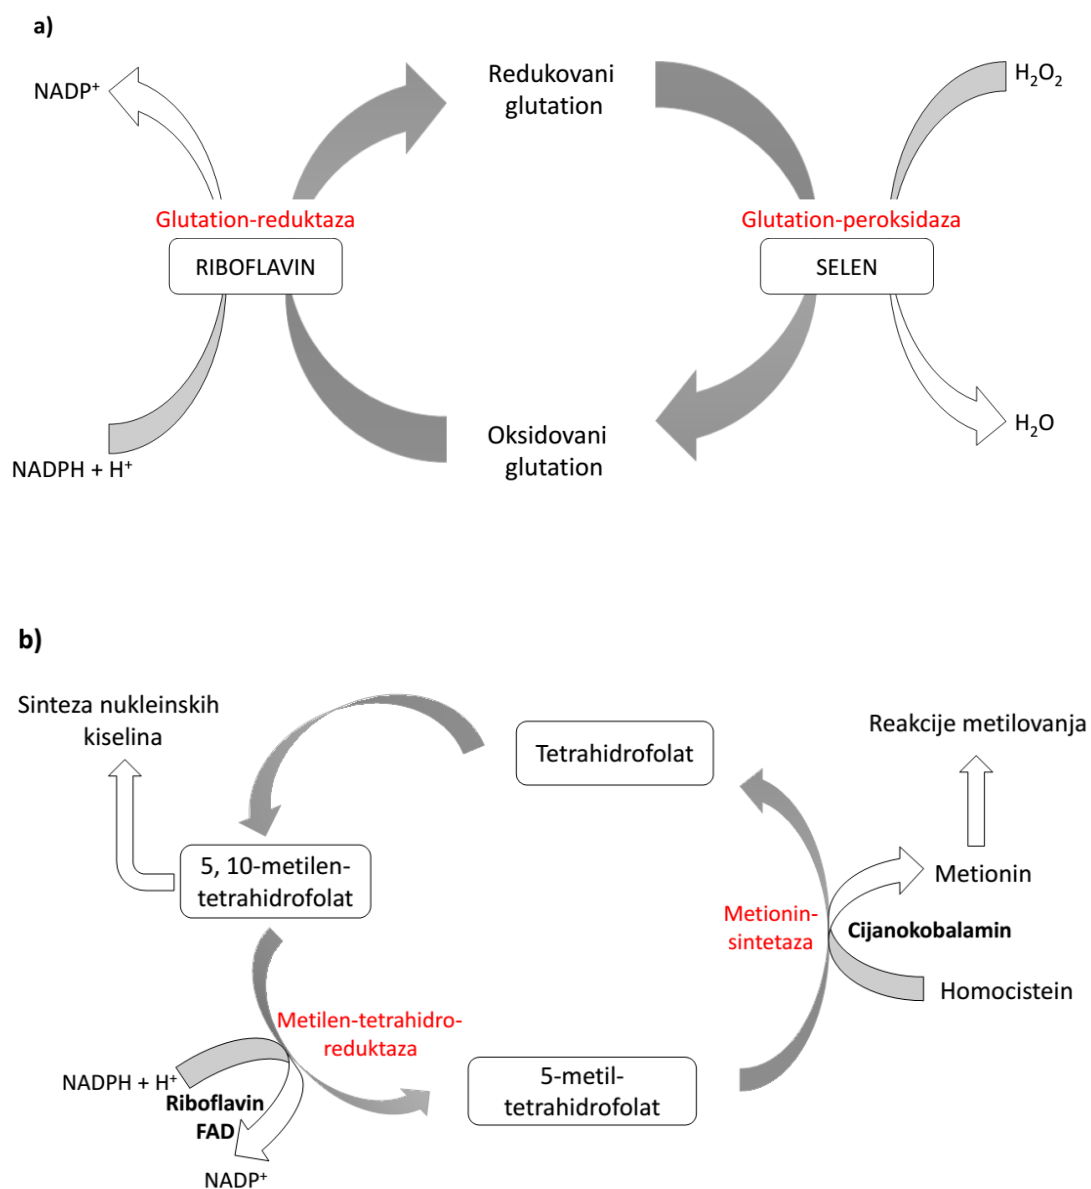 a)
NADP⁺
Redukovani
glutation
H₂O₂
Glutation-reduktaza
Glutation-peroksidaza
RIBOFLAVIN
SELEN
NADPH + H⁺
Oksidovani
glutation
H₂O
b)
Sinteza nukleinskih
kiselina
Tetrahidrofolat
Reakcije metilovanja
5, 10-metilen-
tetrahidrofolat
Metionin
Metionin-
sintetaza
Cijanokobalamin
Homocistein
Metilen-tetrahidro-
reduktaza
NADPH + H⁺
Riboflavin
FAD
NADP⁺
5-metil-
tetrahidrofolat